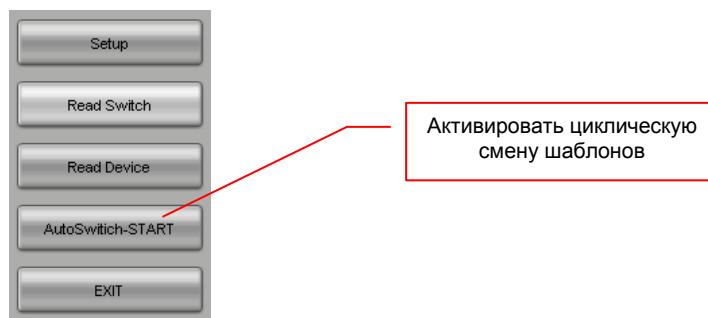 Setup
Read Switch
Read Device
AutoSwitich-START
EXIT
Активировать циклическую
смену шаблонов